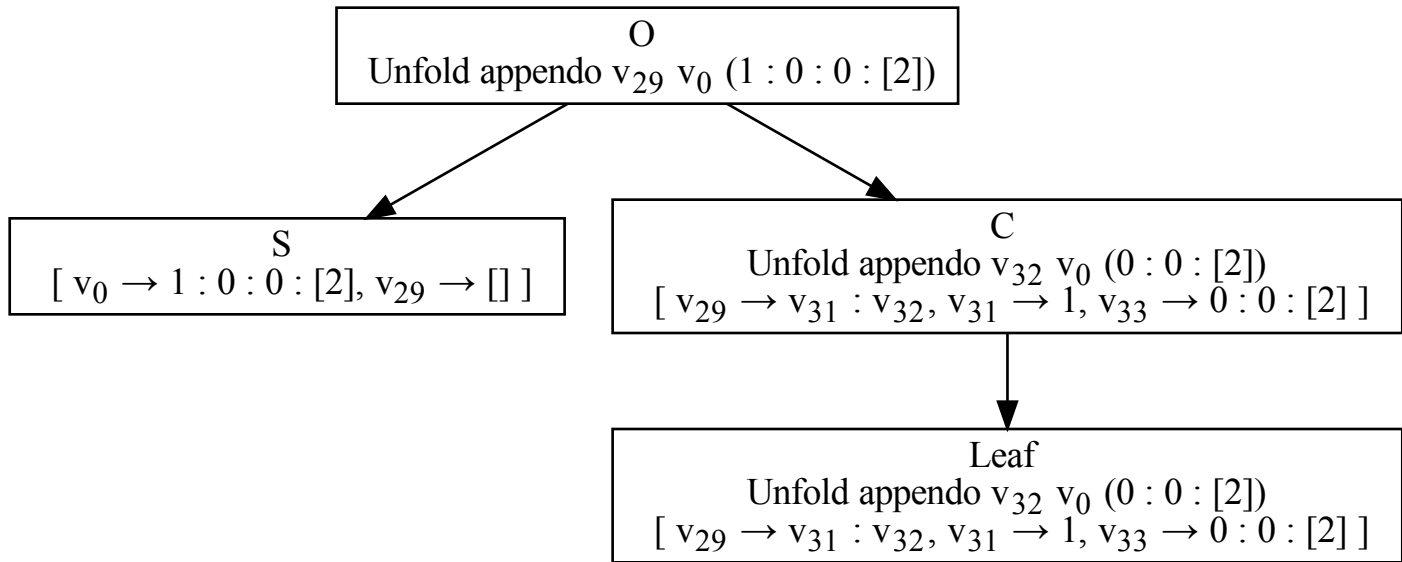 O
Unfold appendo v₂₉ v₀ (1 : 0 : 0 : [2])
S
[ v₀ → 1 : 0 : 0 : [2], v₂₉ → [] ]
C
Unfold appendo v₃₂ v₀ (0 : 0 : [2])
[ v₂₉ → v₃₁ : v₃₂, v₃₁ → 1, v₃₃ → 0 : 0 : [2] ]
Leaf
Unfold appendo v₃₂ v₀ (0 : 0 : [2])
[ v₂₉ → v₃₁ : v₃₂, v₃₁ → 1, v₃₃ → 0 : 0 : [2] ]